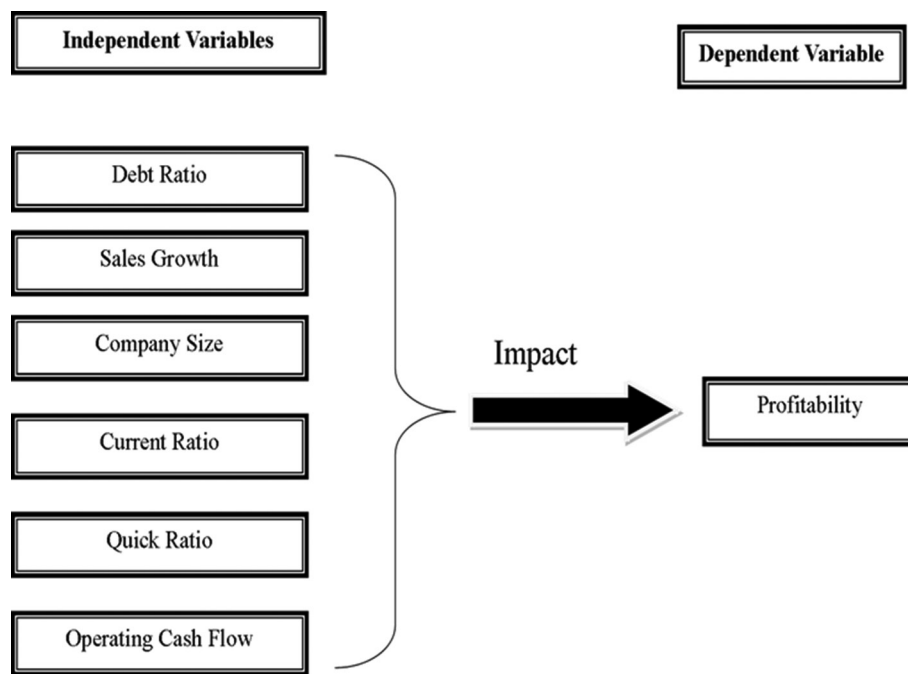 Independent Variables
Dependent Variable
Debt Ratio
Sales Growth
Company Size
Current Ratio
Quick Ratio
Operating Cash Flow
Impact
Profitability